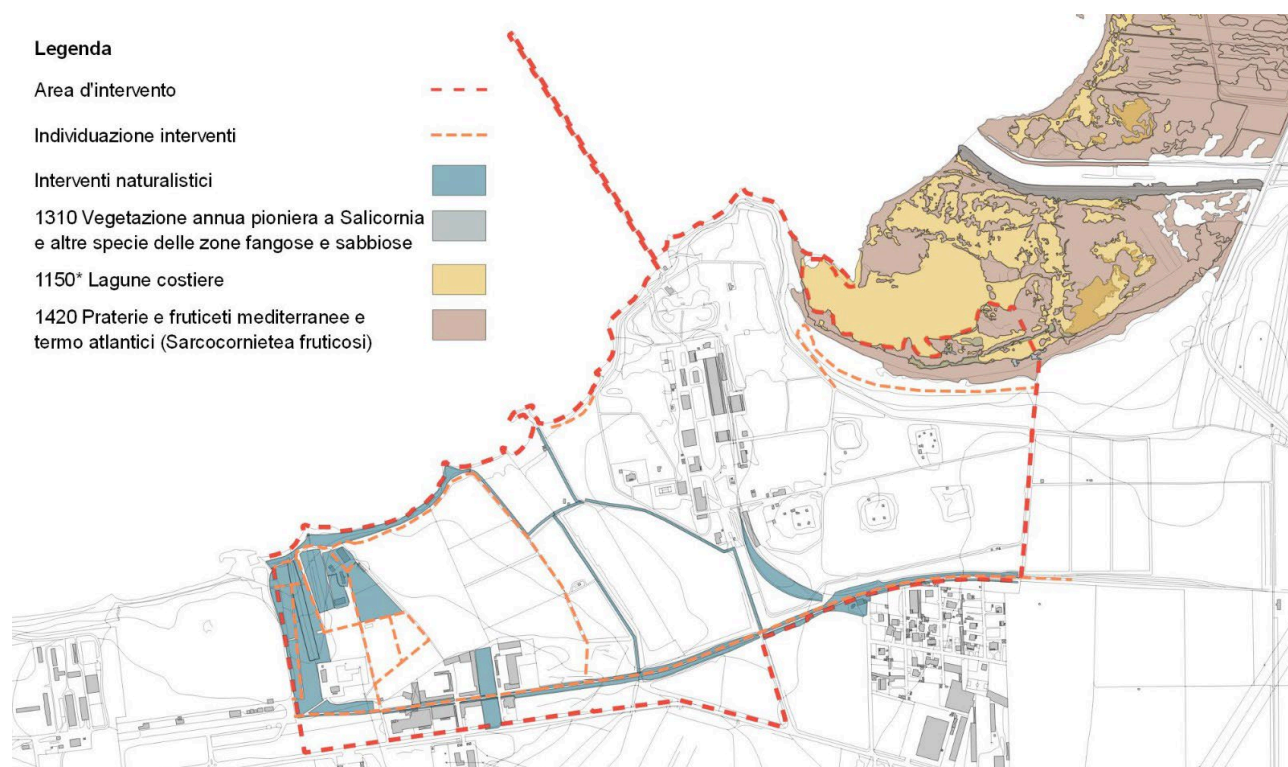 Legenda
Area d'intervento
Individuazione interventi
Interventi naturalistici
1310 Vegetazione annua pioniera a Salicornia
e altre specie delle zone fangose e sabbiose
1150* Lagune costiere
1420 Praterie e fruticeti mediterranee e
termo atlantici (Sarcocornietea fruticosi)